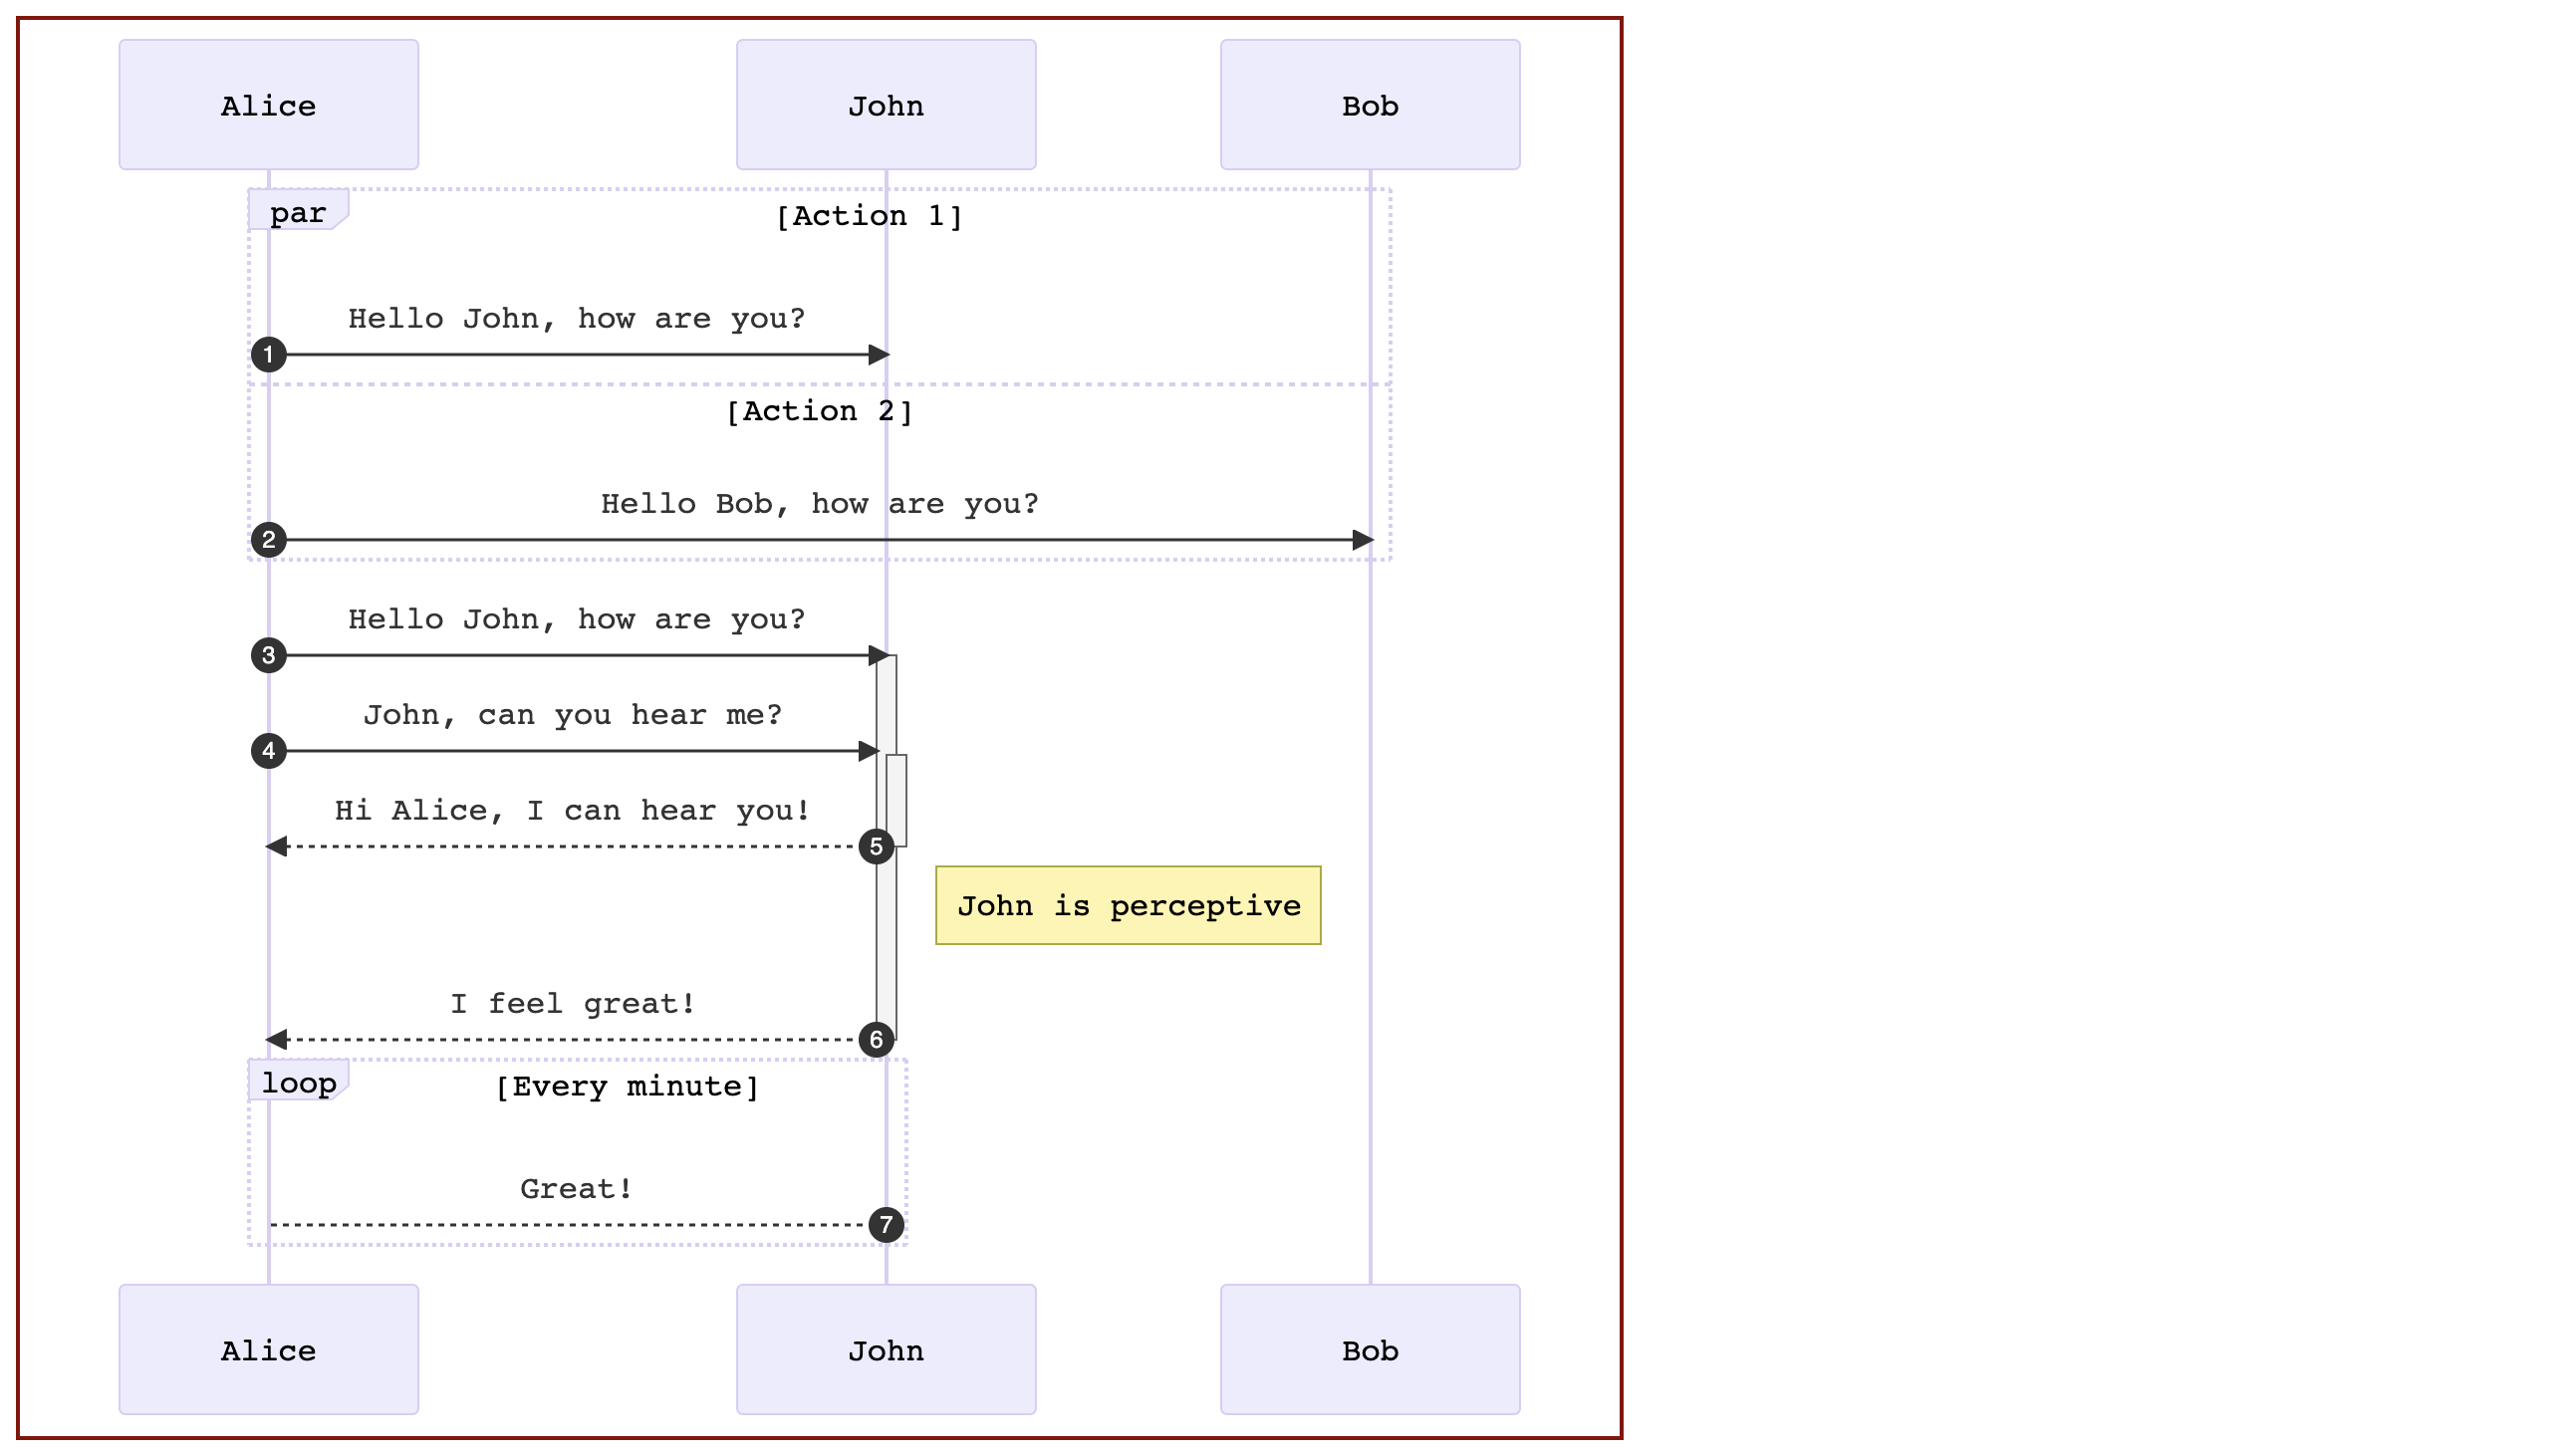 Alice
John
Bob
par
[Action 1]
Hello John, how are you?
1
[Action 2]
Hello Bob, how are you?
2
Hello John, how are you?
3
John, can you hear me?
4
Hi Alice, I can hear you!
5
John is perceptive
I feel great!
6
loop
[Every minute]
Great!
7
Alice
John
Bob